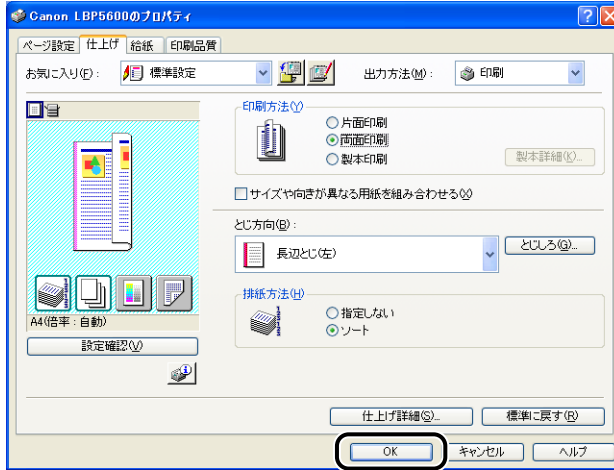 Canon LBP5600のプロパティ
ページ設定 仕上げ 給紙 印刷品質
お気に入り(F): 標準設定 出力方法(M): 印刷
印刷方法(Y)
片面印刷
両面印刷
製本印刷 製本詳細(K)...
サイズや向きが異なる用紙を組み合わせる(X)
とじ方向(B):
長辺とじ(左) とじしろ(G)...
排紙方法(H)
指定しない
ソート
A4(倍率:自動)
設定確認(V)
仕上げ詳細(S)... 標準に戻す(R)
OK キャンセル ヘルプ